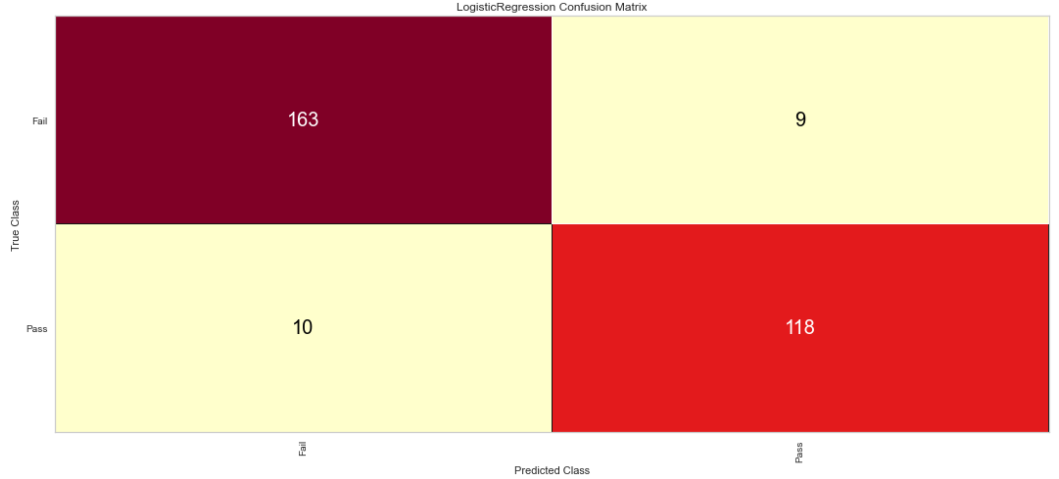 LogisticRegression Confusion Matrix
Fail
163
9
True Class
Pass
10
118
Fail
Pass
Predicted Class